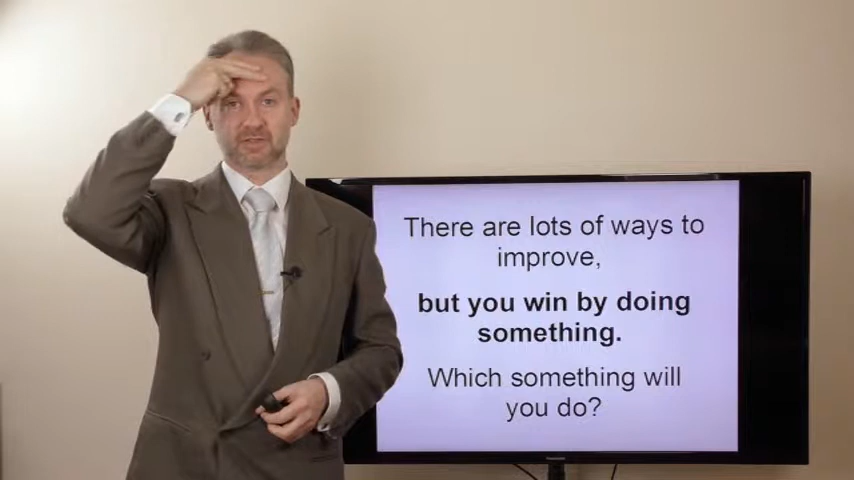 There are lots of ways to
improve,
but you win by doing
something.
Which something will
you do?